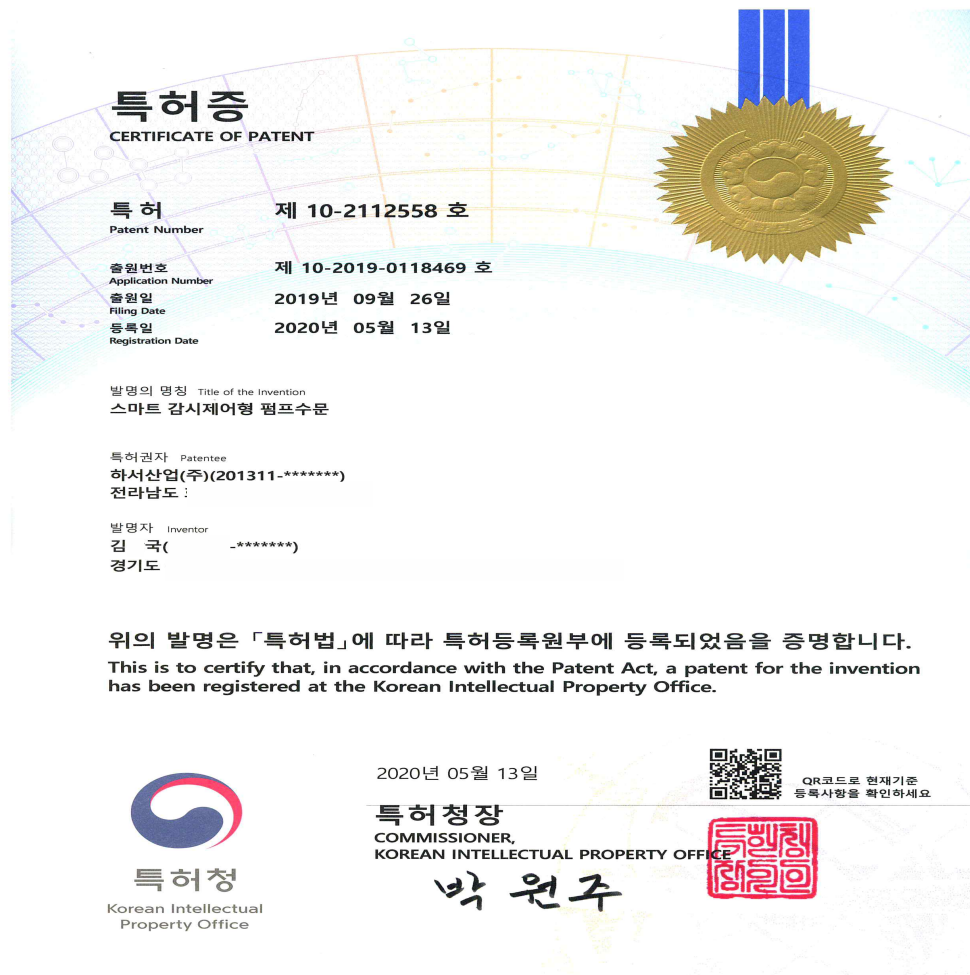 특허증
CERTIFICATE OF PATENT
특허 제 10-2112558 호
Patent Number
출원번호 제 10-2019-0118469 호
Application Number
출원일 2019년 09월 26일
Filing Date
등록일 2020년 05월 13일
Registration Date
발명의 명칭 Title of the Invention
스마트 감시제어형 펌프수문
특허권자 Patentee
하서산업(주)(201311-*******)
전라남도
발명자 Inventor
김 국( -*******)
경기도
위의 발명은 「특허법」에 따라 특허등록원부에 등록되었음을 증명합니다.
This is to certify that, in accordance with the Patent Act, a patent for the invention
has been registered at the Korean Intellectual Property Office.
2020년 05월 13일
QR코드로 현재기준
등록사항을 확인하세요
특허청장
COMMISSIONER,
KOREAN INTELLECTUAL PROPERTY OFFICE
박원주
특허청
Korean Intellectual
Property Office